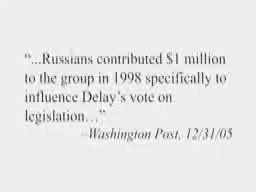 “...Russians contributed $1 million
to the group in 1998 specifically to
influence Delay’s vote on
legislation…”
–Washington Post, 12/31/05